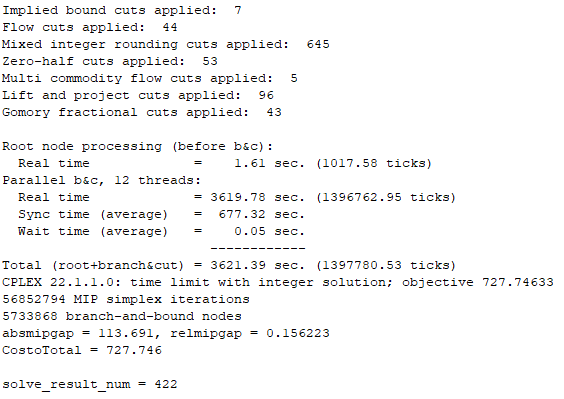 Implied bound cuts applied:  7
Flow cuts applied:  44
Mixed integer rounding cuts applied:  645
Zero-half cuts applied:  53
Multi commodity flow cuts applied:  5
Lift and project cuts applied:  96
Gomory fractional cuts applied:  43

Root node processing (before b&c):
  Real time             =    1.61 sec. (1017.58 ticks)
Parallel b&c, 12 threads:
  Real time             = 3619.78 sec. (1396762.95 ticks)
  Sync time (average)   =  677.32 sec.
  Wait time (average)   =    0.05 sec.
                          ------------
Total (root+branch&cut) = 3621.39 sec. (1397780.53 ticks)
CPLEX 22.1.1.0: time limit with integer solution; objective 727.74633
56852794 MIP simplex iterations
5733868 branch-and-bound nodes
absmipgap = 113.691, relmipgap = 0.156223
CostoTotal = 727.746

solve_result_num = 422